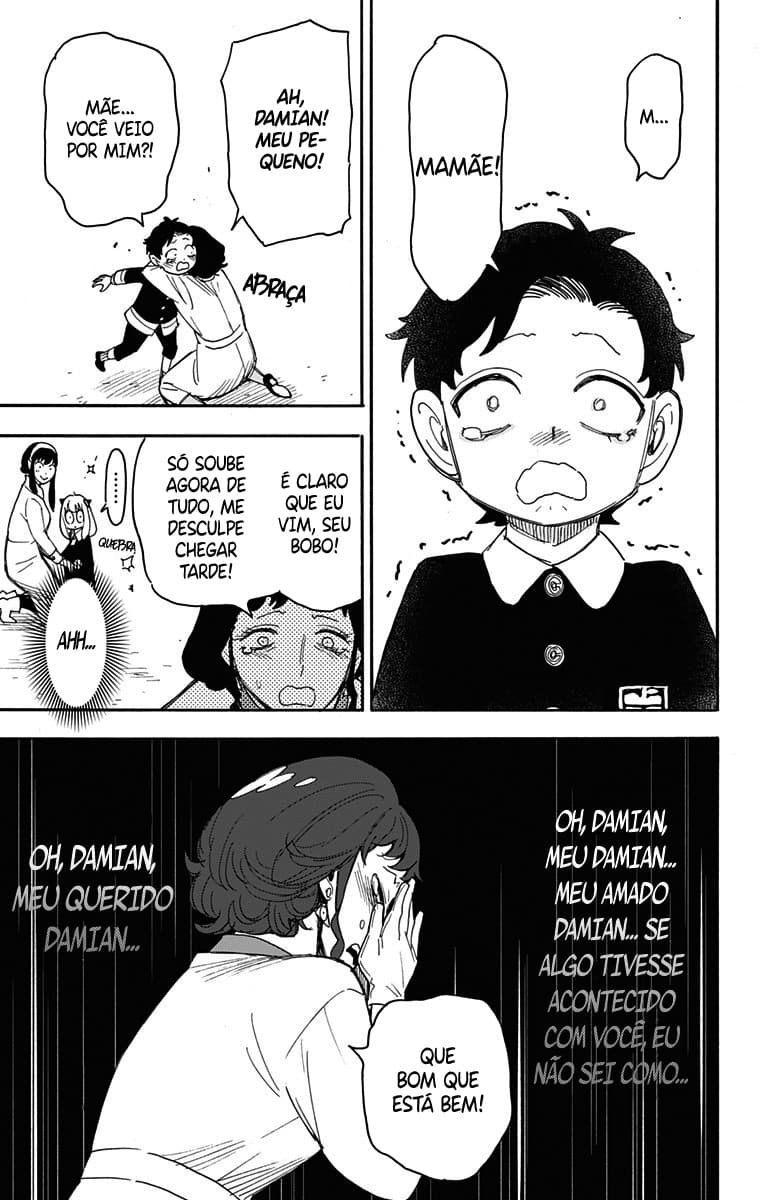 M...
MAMÃE!
AH,
DAMIAN!
MEU PE-
QUENO!
MÃE...
VOCÊ VEIO
POR MIM?!
ABRAÇA
É CLARO
QUE EU
VIM, SEU
BOBO!
SÓ SOUBE
AGORA DE
TUDO, ME
DESCULPE
CHEGAR
TARDE!
......
QUEBRA
AHH...
OH, DAMIAN,
MEU DAMIAN...
MEU AMADO
DAMIAN... SE
ALGO TIVESSE
ACONTECIDO
COM VOCÊ, EU
NÃO SEI COMO...
QUE
BOM QUE
ESTÁ BEM!
OH, DAMIAN,
MEU QUERIDO
DAMIAN...